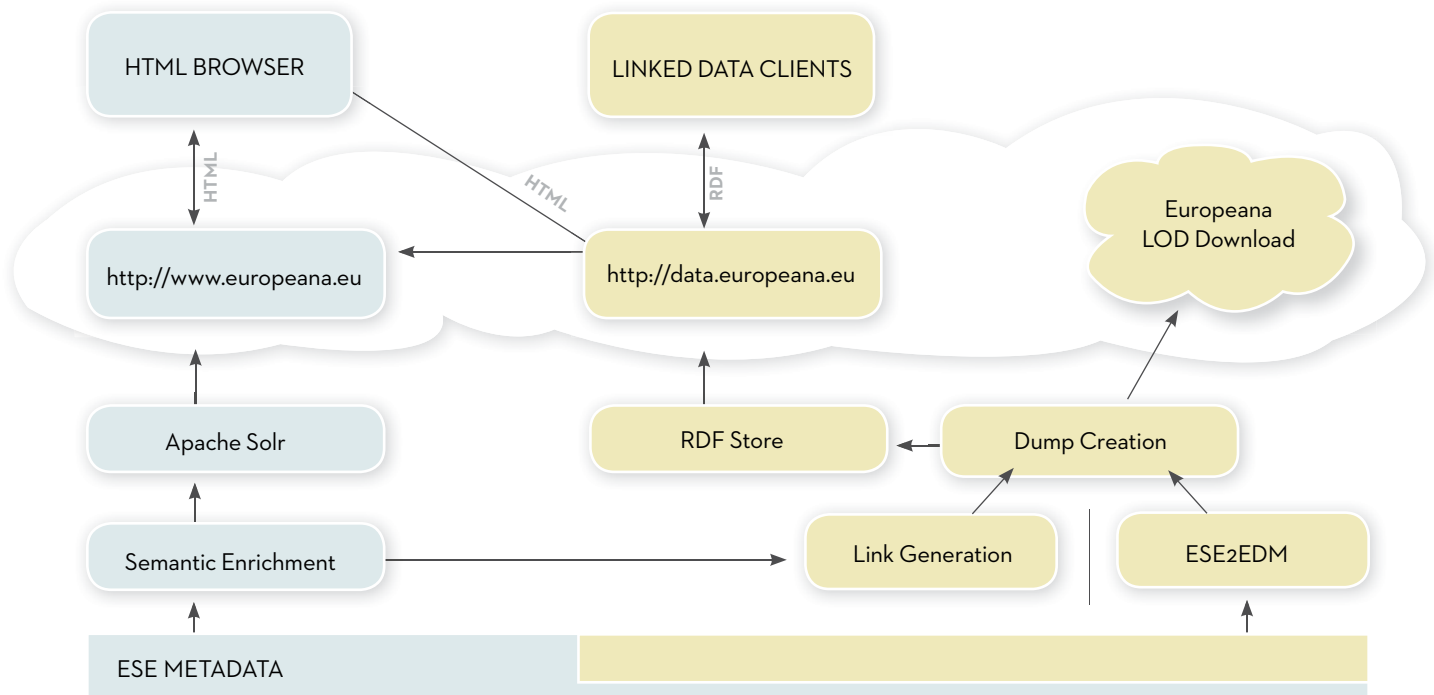 HTML BROWSER
LINKED DATA CLIENTS
HTML
HTML
RDF
Europeana
LOD Download
http://www.europeana.eu
http://data.europeana.eu
Apache Solr
RDF Store
Dump Creation
Semantic Enrichment
Link Generation
ESE2EDM
ESE METADATA